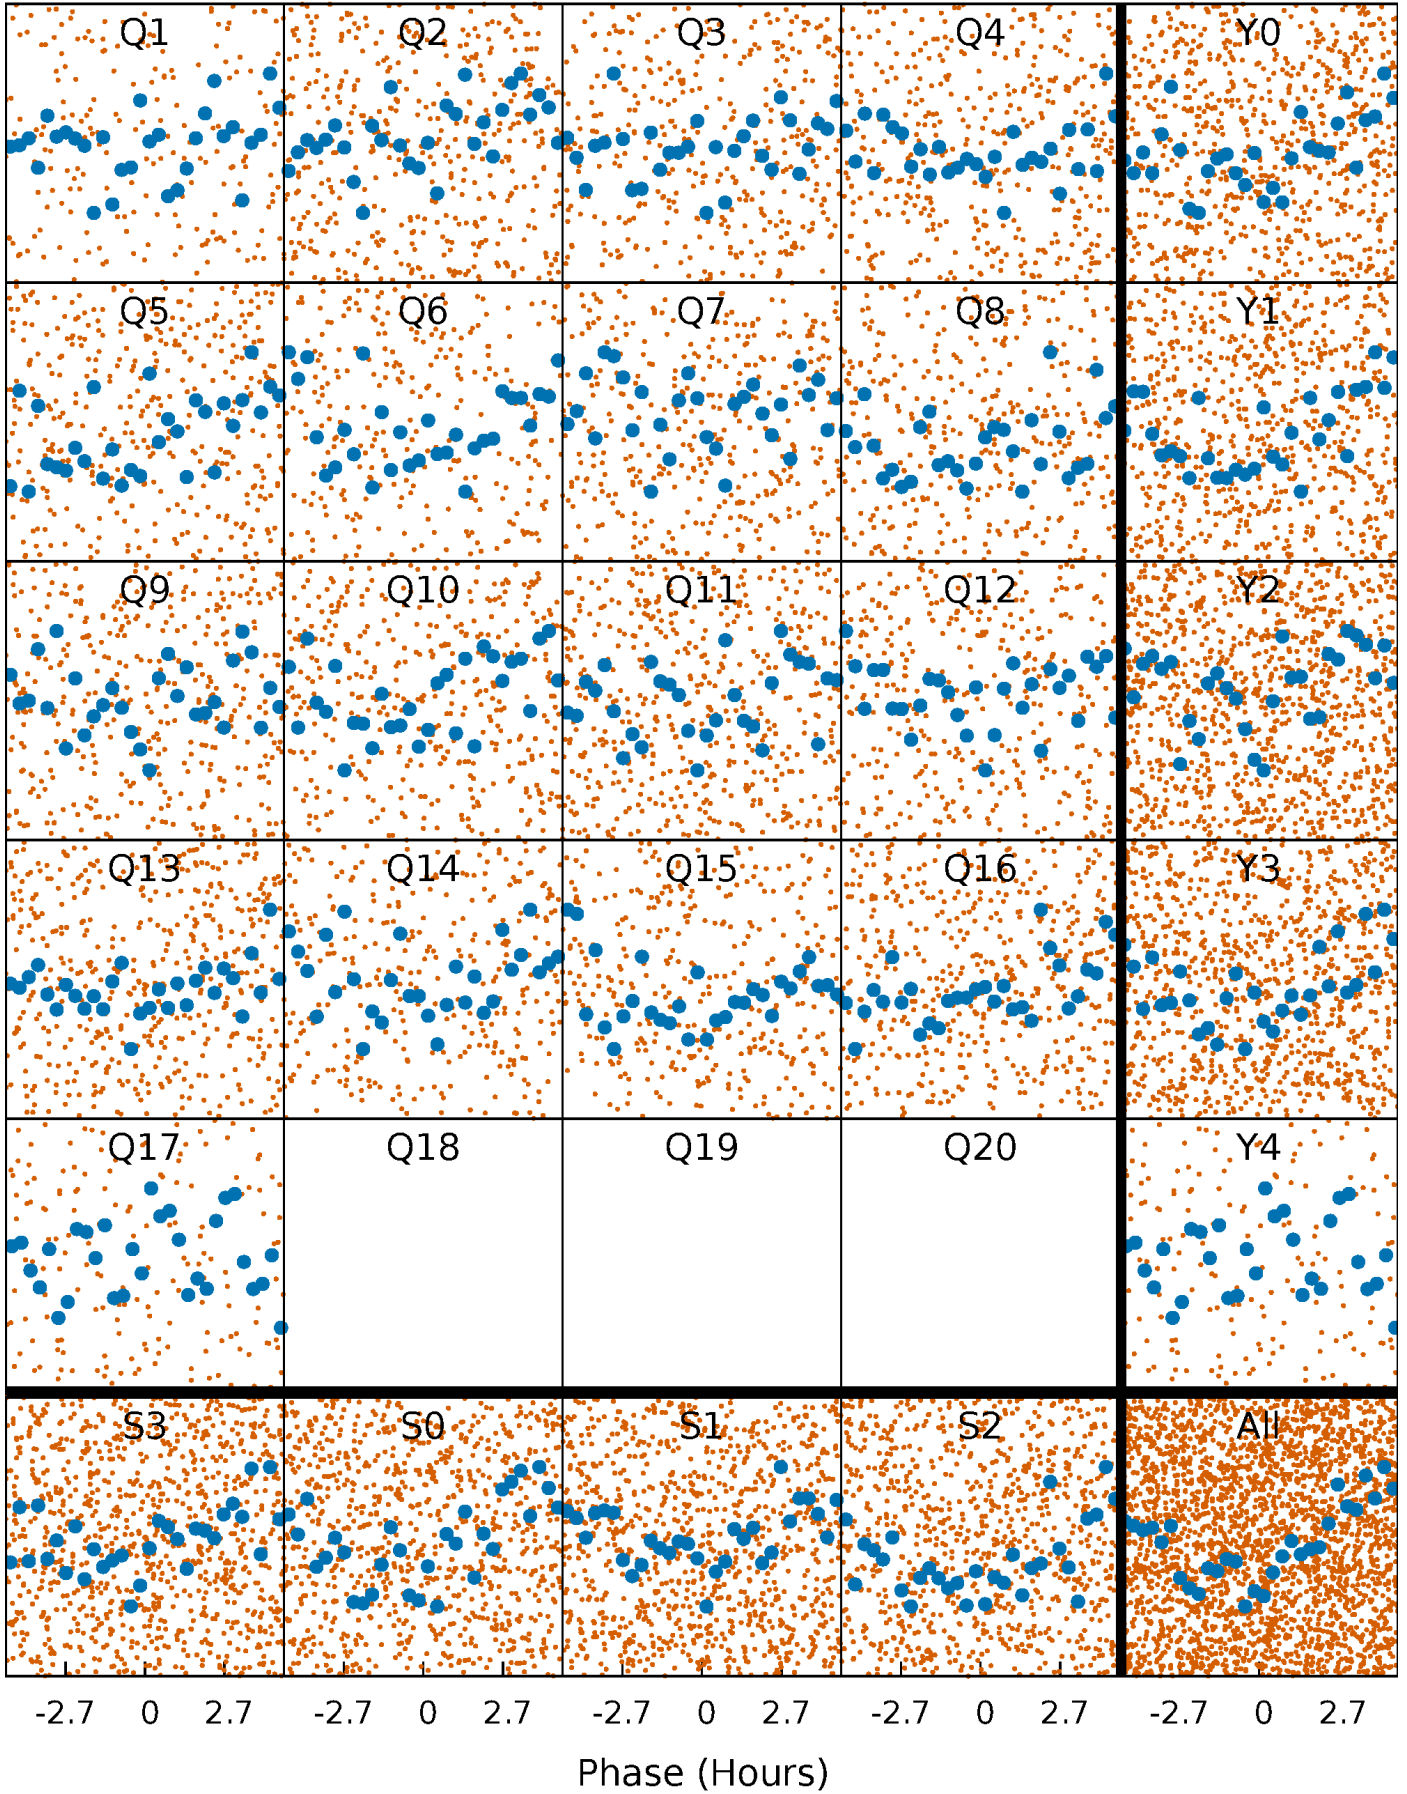 Q1 Q2 Q3 Q4 Y0
Q5 Q6 Q7 Q8 Y1
Q9 Q10 Q11 Q12 Y2
Q13 Q14 Q15 Q16 Y3
Q17 Q18 Q19 Q20 Y4
S3 S0 S1 S2 All
-2.7 0 2.7 -2.7 0 2.7 -2.7 0 2.7 -2.7 0 2.7 -2.7 0 2.7
Phase (Hours)